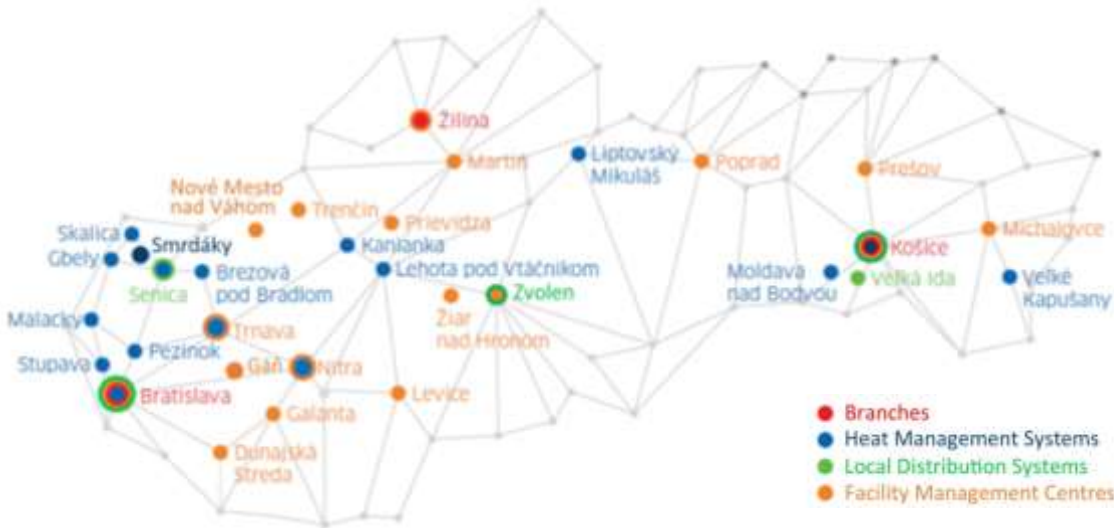 Žilina
Martin
Liptovský
Mikuláš
Poprad
Prešov
Nové Mesto
nad Váhom
Trenčín
Prievidza
Skalica
Smrdáky
Kanianka
Košice
Michalovce
Gbely
Brezová
pod Bradlom
Lehota pod Vtáčnikom
Moldava
nad Bodvou
Veľká Ida
Veľké
Kapušany
Senica
Zvolen
Malacky
Trnava
Žiar
nad Hronom
Stupava
Pezinok
Gáň
Nitra
Bratislava
Levice
Galanta
Dunajská
Streda
Branches
Heat Management Systems
Local Distribution Systems
Facility Management Centres